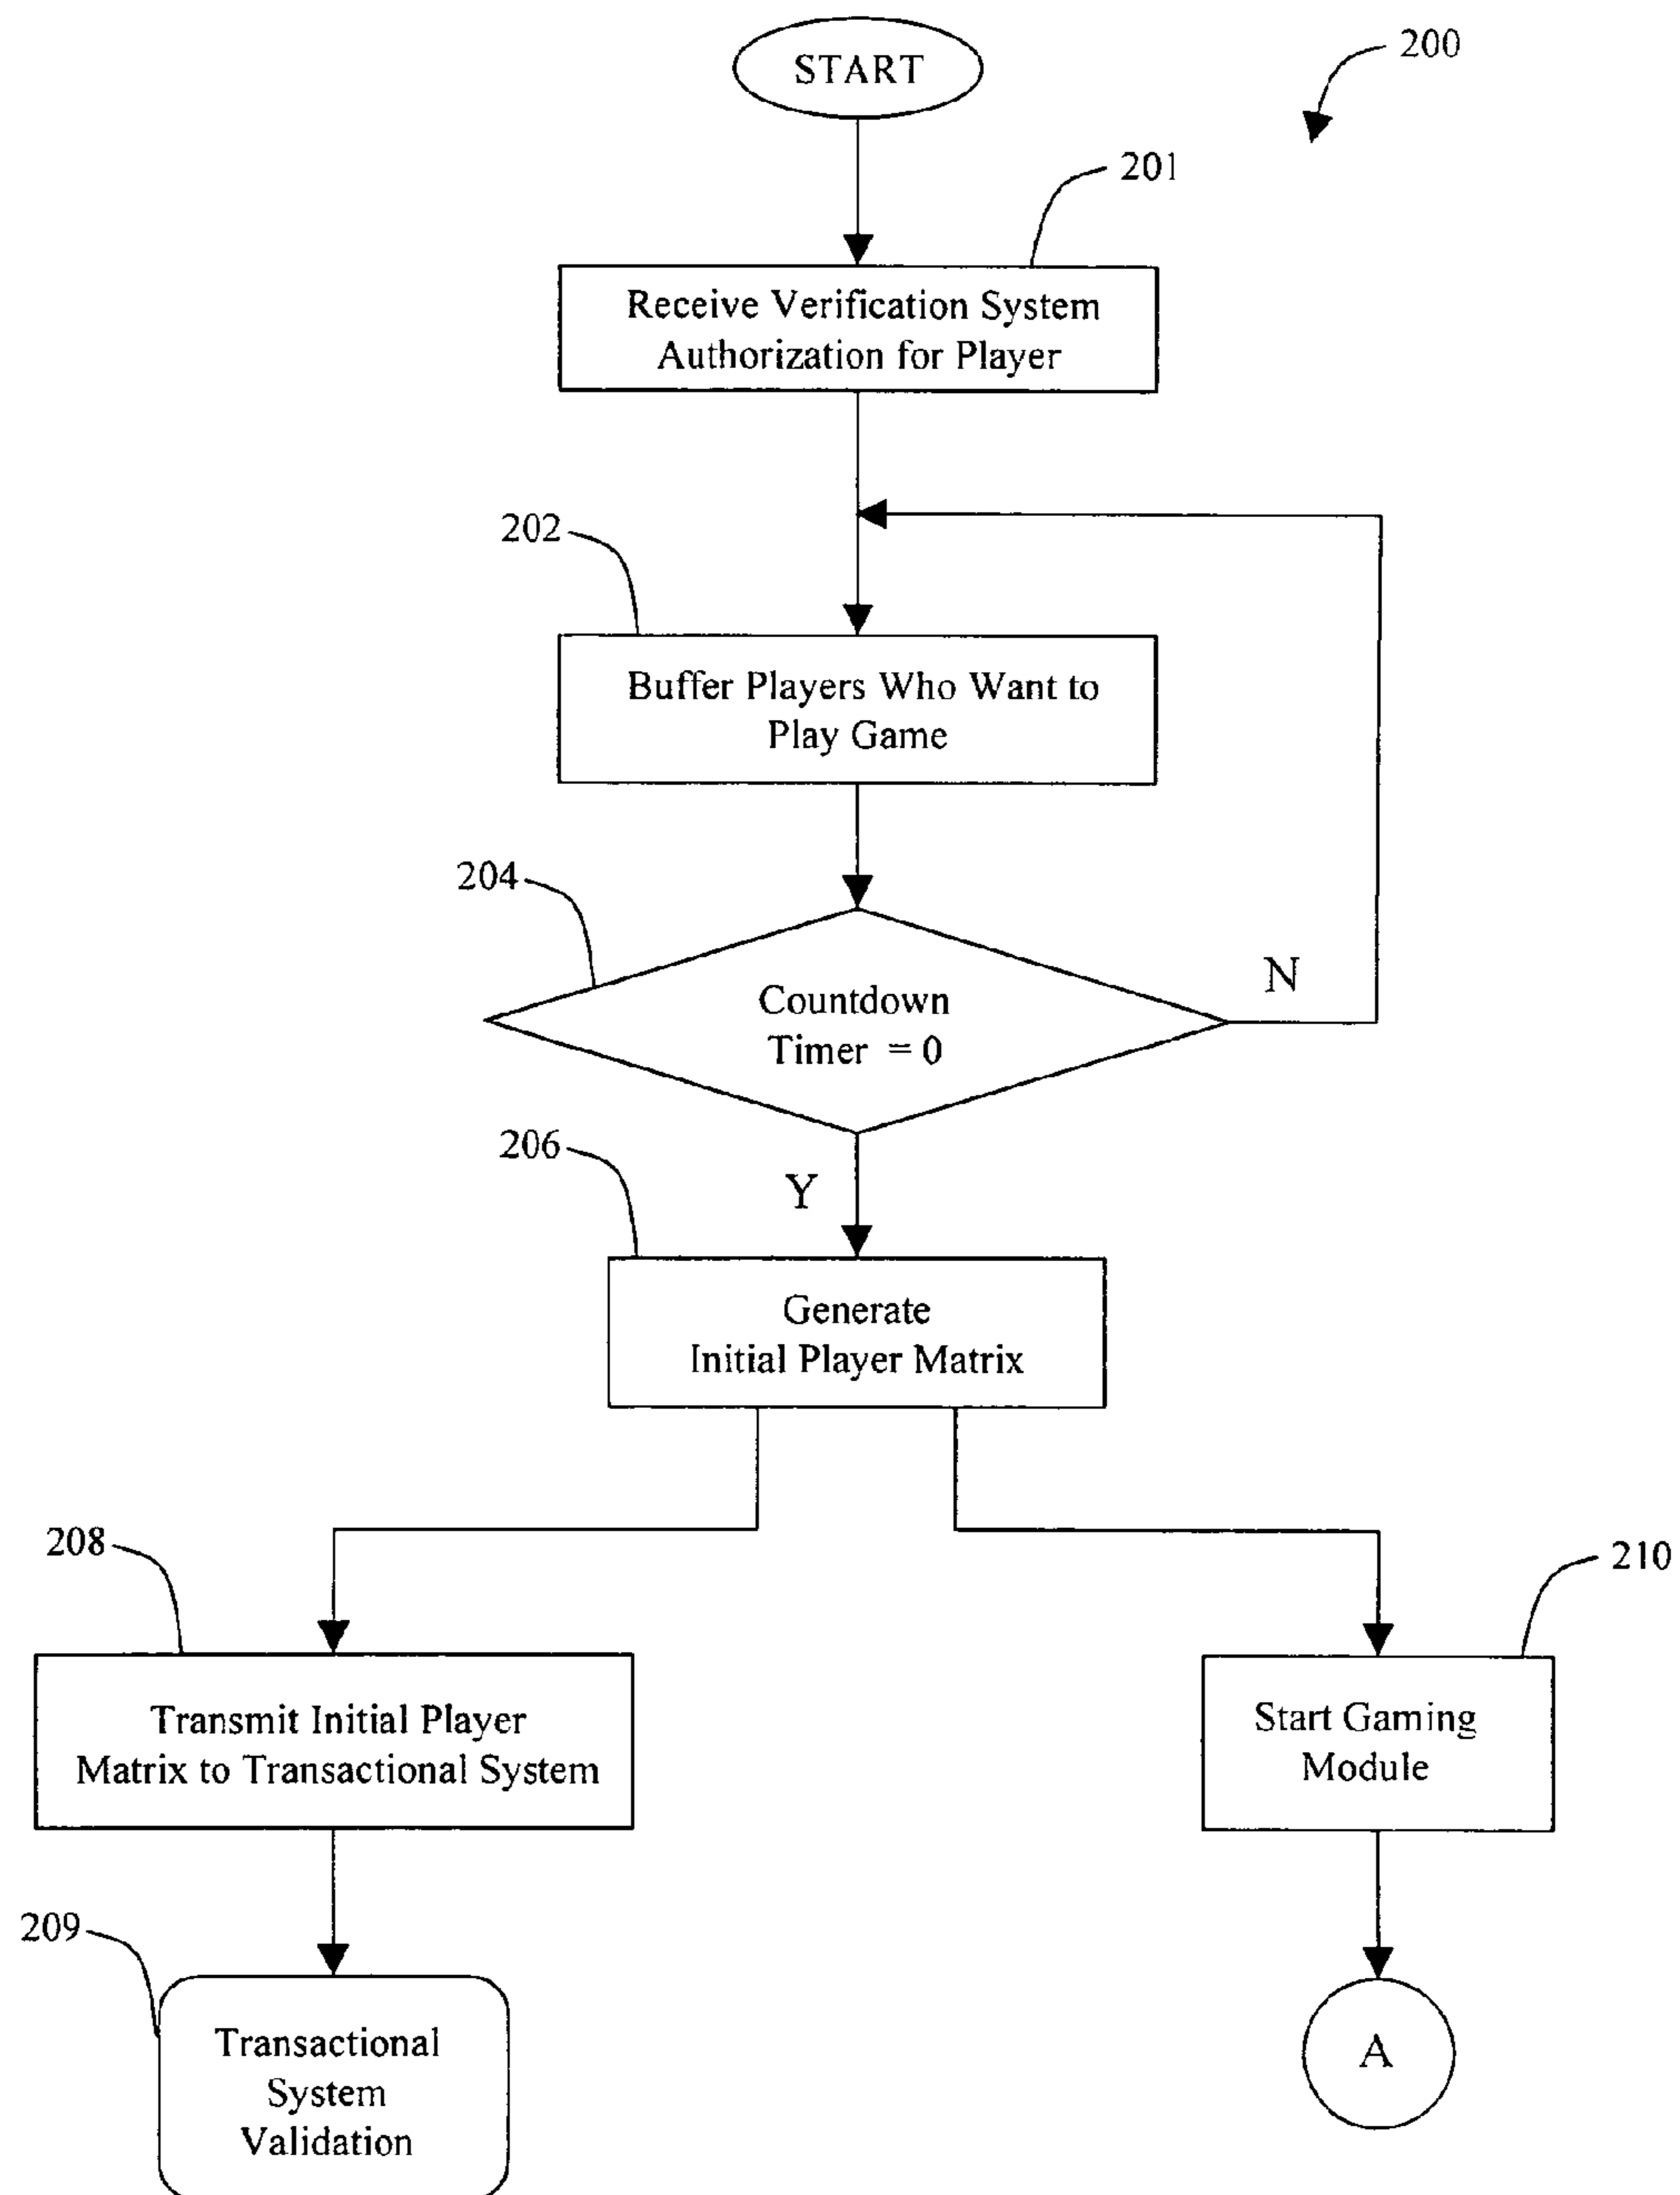 START
200
201
Receive Verification System
Authorization for Player
202
Buffer Players Who Want to
Play Game
204
Countdown
Timer = 0
N
206
Y
Generate
Initial Player Matrix
208
210
Transmit Initial Player
Matrix to Transactional System
Start Gaming
Module
209
Transactional
System
Validation
A